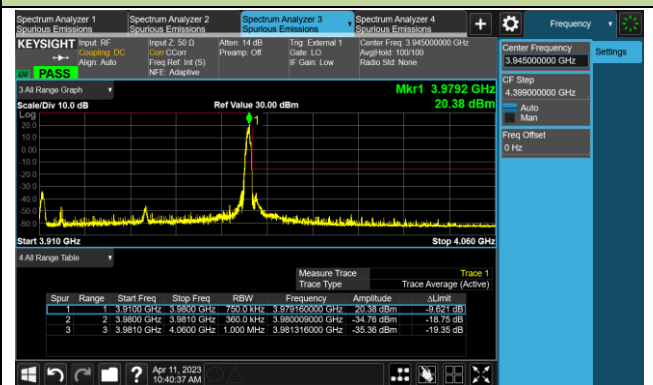 Spectrum Analyzer 1 Spectrum Analyzer 2 Spectrum Analyzer 3 Spectrum Analyzer 4 Frequency
Spurious Emissions Spurious Emissions Spurious Emissions Spurious Emissions
KEYSIGHT Input: RF Input Z: 50 Ω Atten: 14 dB Trig: External 1 Center Freq: 3.945000000 GHz
Coupling: DC Corr CCorr Preamp: Off Gate: LO Avg|Hold: 100/100
Align: Auto Freq Ref: Int (S) IF Gain: Low Radio Std: None
NFE: Adaptive
PASS
Center Frequency
3.945000000 GHz
Settings
CF Step
4.399000000 GHz
Auto
Man
Freq Offset
0 Hz
3 All Range Graph Mkr1 3.9792 GHz
Scale/Div 10.0 dB Ref Value 30.00 dBm 20.38 dBm
Log
20.0
10.0
0.00
-10.0
-20.0
-30.0
-40.0
-50.0
-60.0
1
Start 3.910 GHz Stop 4.060 GHz
4 All Range Table
Measure Trace Trace 1
Trace Type Trace Average (Active)
Spur Range Start Freq Stop Freq RBW Frequency Amplitude ΔLimit
1 1 3.9100 GHz 3.9800 GHz 750.0 kHz 3.979160000 GHz 20.38 dBm -9.621 dB
2 2 3.9800 GHz 3.9810 GHz 360.0 kHz 3.980009000 GHz -34.76 dBm -18.75 dB
3 3 3.9810 GHz 4.0600 GHz 1.000 MHz 3.981316000 GHz -35.36 dBm -19.35 dB
Apr 11, 2023
10:40:37 AM